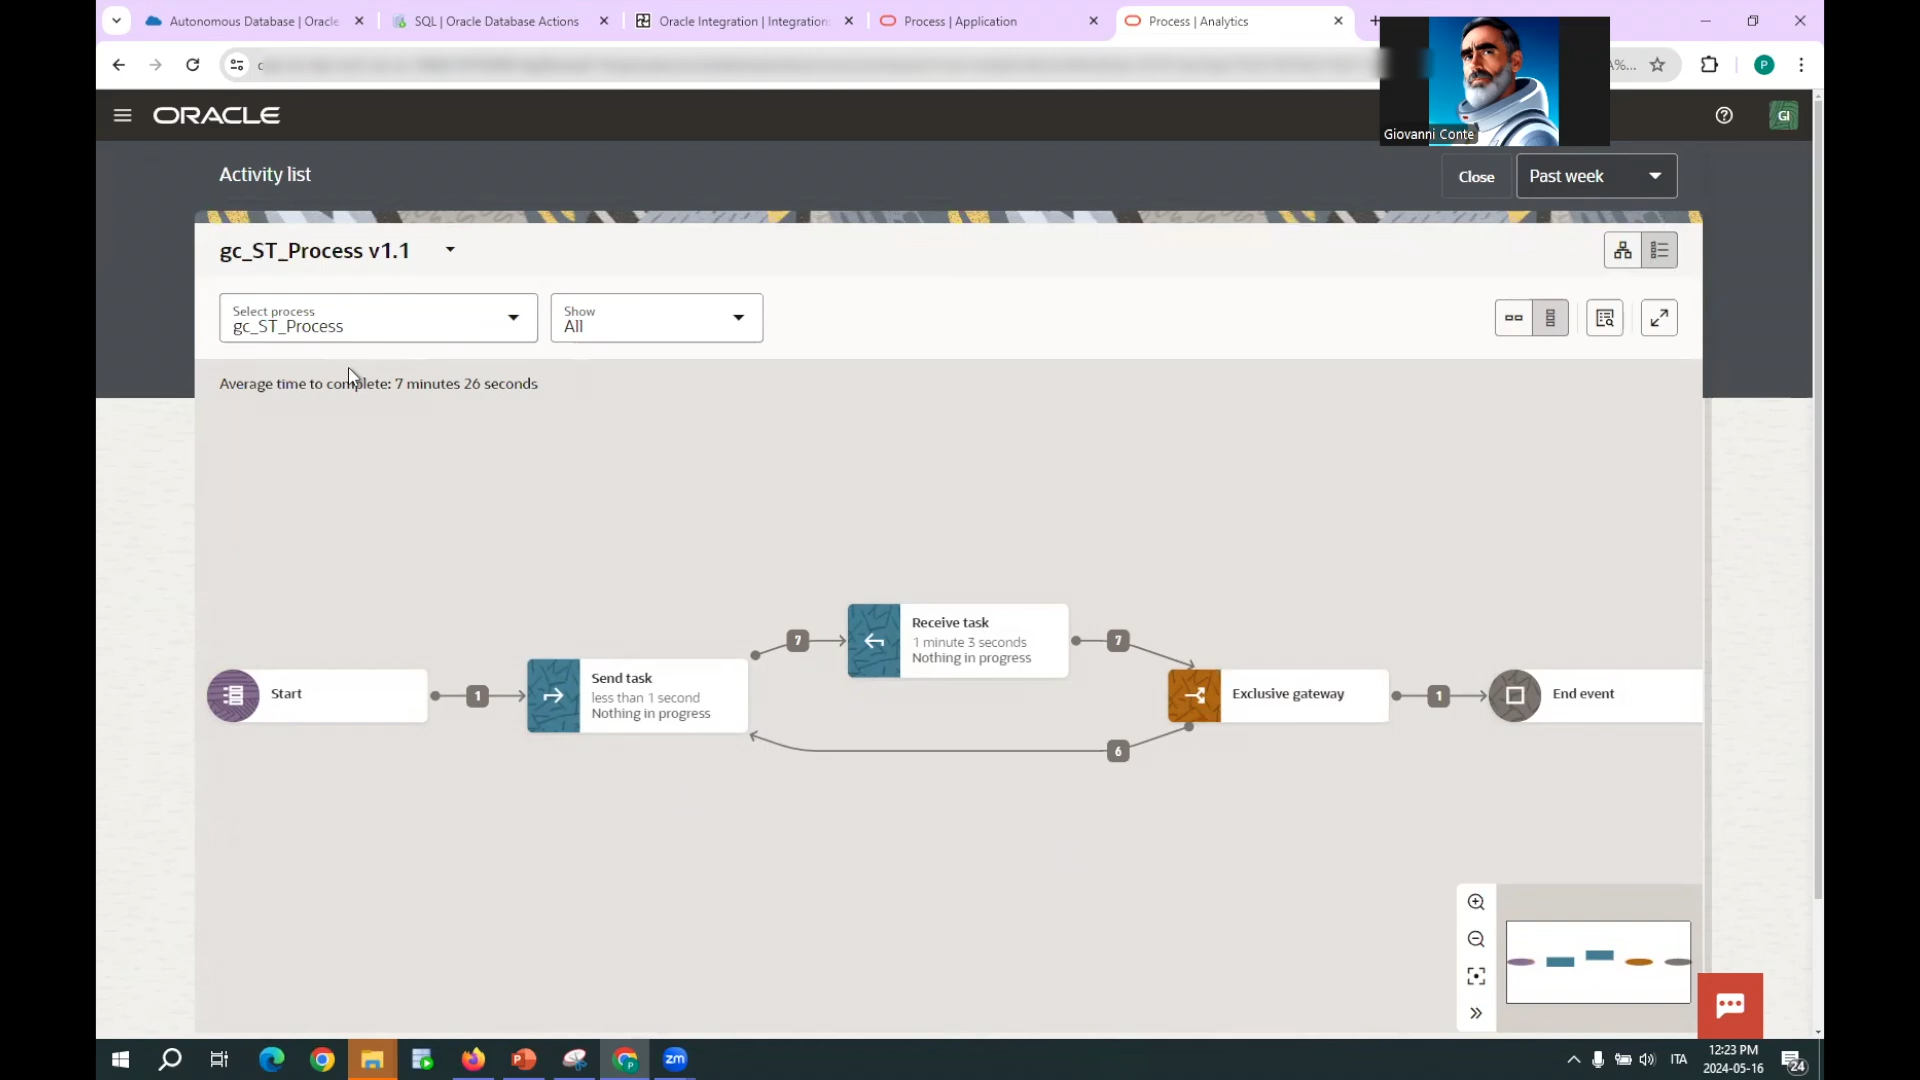 Autonomous Database | Oracle
SQL | Oracle Database Actions
Oracle Integration | Integration
Process | Application
Process | Analytics
A%...
P
ORACLE
GI
Giovanni Conte
Activity list
Close
Past week
gc_ST_Process v1.1
Select process
gc_ST_Process
Show
All
Average time to complete: 7 minutes 26 seconds
Start
1
Send task
less than 1 second
Nothing in progress
7
Receive task
1 minute 3 seconds
Nothing in progress
7
Exclusive gateway
1
End event
6
zm
ITA
12:23 PM
2024-05-16
24